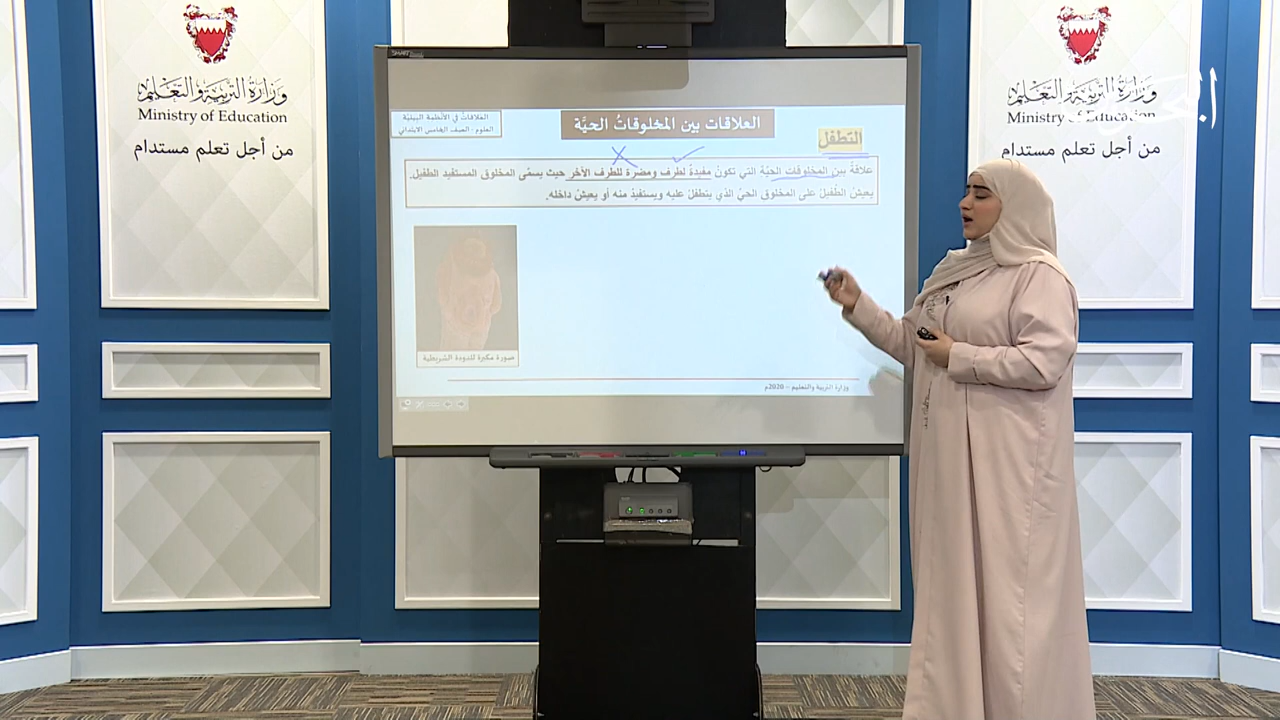 وزارة التربية والتعليم
Ministry of Education
من أجل تعلم مستدام
وزارة التربية والتعليم
Ministry of Education
من أجل تعلم مستدام
SMART
العلاقات في الأنظمة البيئية
العلوم - الصف الخامس الابتدائي
العلاقات بين المخلوقات الحيَّة
التطفل
علاقة بين المخلوقات الحيَّة التي تكون مفيدة لطرف ومضرة للطرف الآخر حيث يسمَّى المخلوق المستفيد الطفيل.
يعيش الطُّفيلُ على المخلوق الحيِّ الذي يتطفل عليه ويستفيدُ منه أو يعيش داخله.
صورة مكبرة للدودة الشريطية
وزارة التربية والتعليم – 2020م